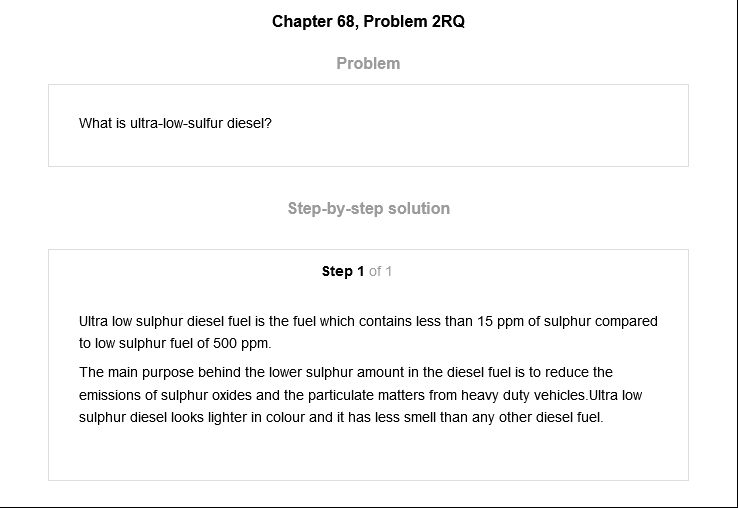 Chapter 68, Problem 2RQ
Problem
What is ultra-low-sulfur diesel?
Step-by-step solution
Step 1 of 1
Ultra low sulphur diesel fuel is the fuel which contains less than 15 ppm of sulphur compared
to low sulphur fuel of 500 ppm.
The main purpose behind the lower sulphur amount in the diesel fuel is to reduce the
emissions of sulphur oxides and the particulate matters from heavy duty vehicles.Ultra low
sulphur diesel looks lighter in colour and it has less smell than any other diesel fuel.